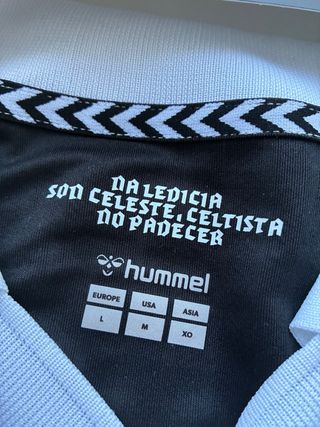 NA LEDICIA
SON CELESTE, CELTISTA
NO PADECER
hummel
EUROPE USA ASIA
L M XO